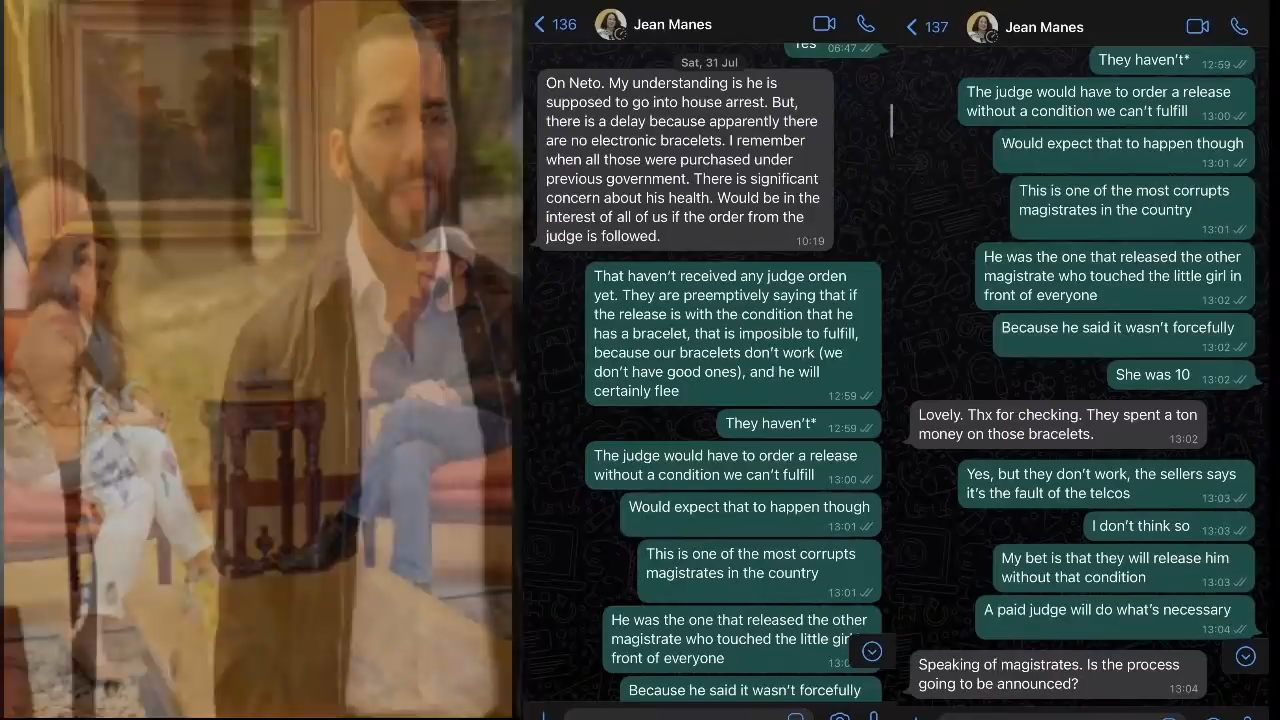 136
Jean Manes
Yes 06:47
Sat, 31 Jul
On Neto. My understanding is he is
supposed to go into house arrest. But,
there is a delay because apparently there
are no electronic bracelets. I remember
when all those were purchased under
previous government. There is significant
concern about his health. Would be in the
interest of all of us if the order from the
judge is followed.
10:19
That haven't received any judge orden
yet. They are preemptively saying that if
the release is with the condition that he
has a bracelet, that is imposible to fulfill,
because our bracelets don't work (we
don't have good ones), and he will
certainly flee
12:59
They haven't* 12:59
The judge would have to order a release
without a condition we can't fulfill 13:00
Would expect that to happen though
13:01
This is one of the most corrupts
magistrates in the country
13:01
He was the one that released the other
magistrate who touched the little girl
front of everyone
Because he said it wasn't forcefully
137
Jean Manes
They haven't* 12:59
The judge would have to order a release
without a condition we can't fulfill 13:00
Would expect that to happen though
13:01
This is one of the most corrupts
magistrates in the country
13:01
He was the one that released the other
magistrate who touched the little girl in
front of everyone
13:02
Because he said it wasn't forcefully
13:02
She was 10 13:02
Lovely. Thx for checking. They spent a ton
money on those bracelets.
13:02
Yes, but they don't work, the sellers says
it's the fault of the telcos
13:03
I don't think so 13:03
My bet is that they will release him
without that condition
13:03
A paid judge will do what's necessary
13:04
Speaking of magistrates. Is the process
going to be announced?
13:04